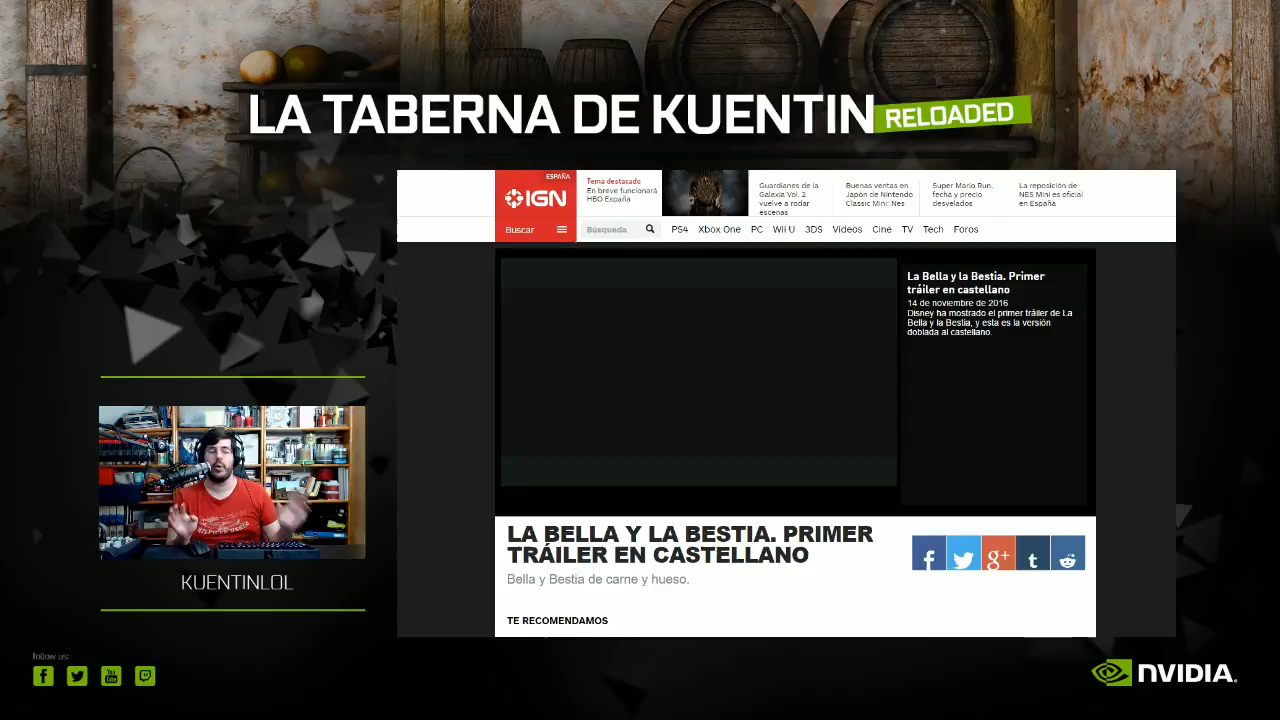 LA TABERNA DE KUENTIN RELOADED
ESPAÑA
IGN
Tema destacado
En breve funcionará
HBO España
Guardianes de la
Galaxia Vol. 2
vuelve a rodar
escenas
Buenas ventas en
Japón de Nintendo
Classic Mini: Nes
Super Mario Run,
fecha y precio
desvelados
La reposición de
NES Mini es oficial
en España
Buscar
Búsqueda
PS4 Xbox One PC Wii U 3DS Vídeos Cine TV Tech Foros
La Bella y la Bestia. Primer
tráiler en castellano
14 de noviembre de 2016
Disney ha mostrado el primer tráiler de La
Bella y la Bestia, y esta es la versión
doblada al castellano.
LA BELLA Y LA BESTIA. PRIMER
TRÁILER EN CASTELLANO
Bella y Bestia de carne y hueso.
TE RECOMENDAMOS
KUENTINLOL
follow us:
NVIDIA.